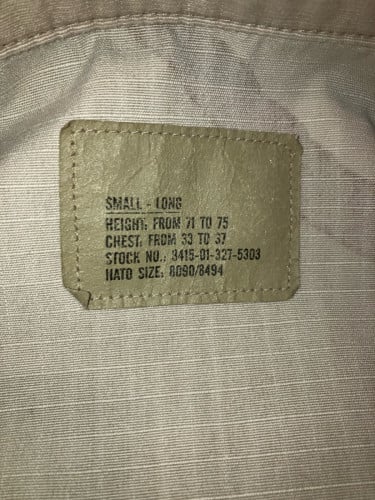 SMALL - LONG
HEIGHT: FROM 71 TO 75
CHEST: FROM 33 TO 37
STOCK NO.: 8415-01-327-5303
NATO SIZE: 8090/8494